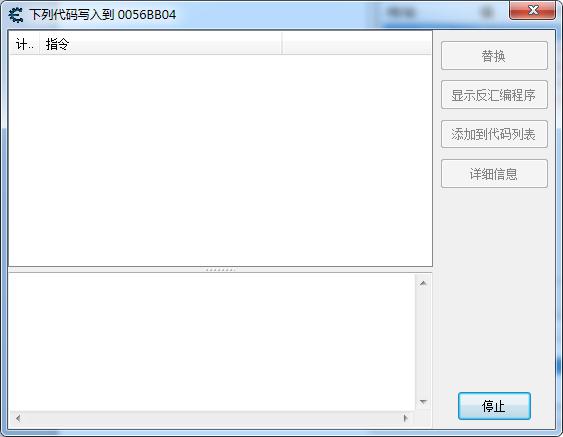 下列代码写入到 0056BB04
计.. 指令
替换
显示反汇编程序
添加到代码列表
详细信息
停止